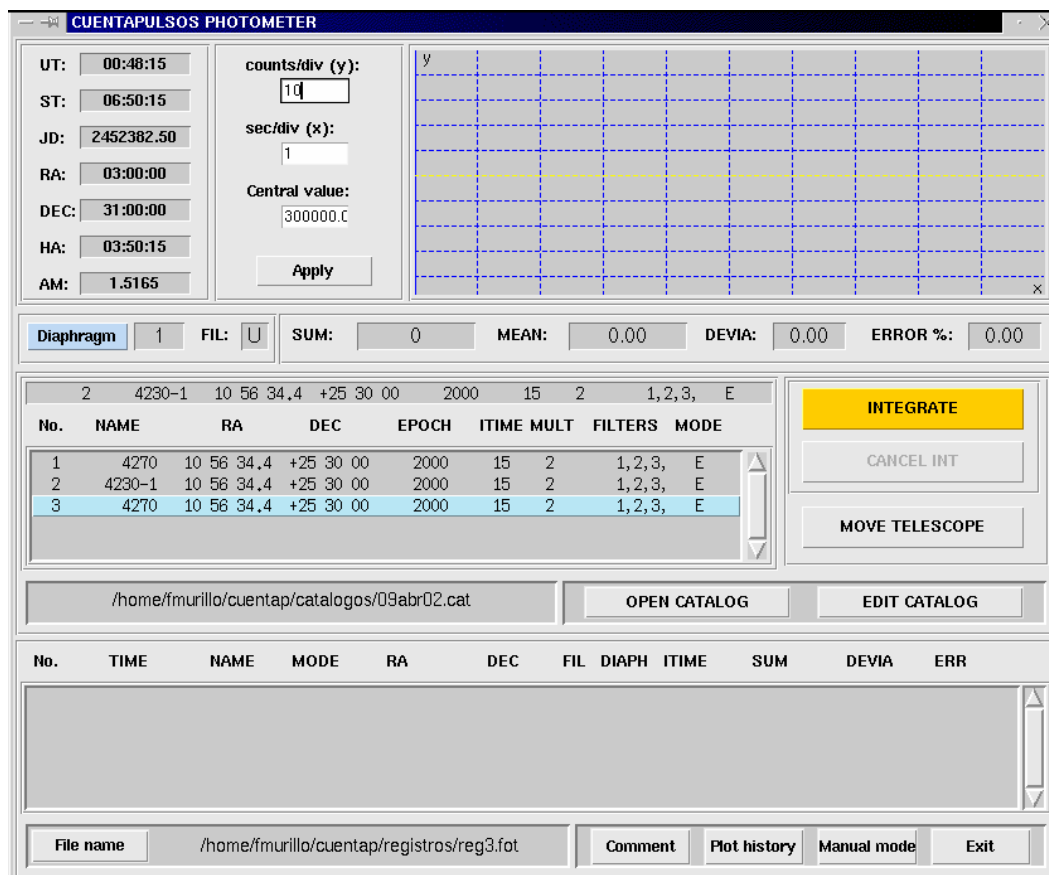 CUENTAPULSOS PHOTOMETER
UT: 00:48:15
ST: 06:50:15
JD: 2452382.50
RA: 03:00:00
DEC: 31:00:00
HA: 03:50:15
AM: 1.5165
counts/div (y):
10
sec/div (x):
1
Central value:
300000.0
Apply
y
x
Diaphragm 1 FIL: U SUM: 0 MEAN: 0.00 DEVIA: 0.00 ERROR %: 0.00
2 4230-1 10 56 34.4 +25 30 00 2000 15 2 1,2,3, E
No. NAME RA DEC EPOCH ITIME MULT FILTERS MODE
1 4270 10 56 34.4 +25 30 00 2000 15 2 1,2,3, E
2 4230-1 10 56 34.4 +25 30 00 2000 15 2 1,2,3, E
3 4270 10 56 34.4 +25 30 00 2000 15 2 1,2,3, E
INTEGRATE
CANCEL INT
MOVE TELESCOPE
/home/fmurillo/cuentap/catalogos/09abr02.cat
OPEN CATALOG EDIT CATALOG
No. TIME NAME MODE RA DEC FIL DIAPH ITIME SUM DEVIA ERR
File name /home/fmurillo/cuentap/registros/reg3.fot
Comment Plot history Manual mode Exit